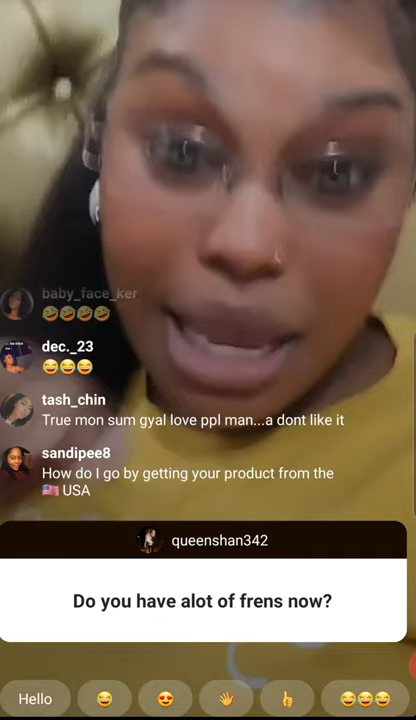 baby_face_ker
🤣🤣🤣🤣
dec._23
😂😂😂
tash_chin
True mon sum gyal love ppl man...a dont like it
sandipee8
How do I go by getting your product from the
🇺🇸 USA
queenshan342
Do you have alot of frens now?
Hello 😂 😍 👋 👍 😂😂😂